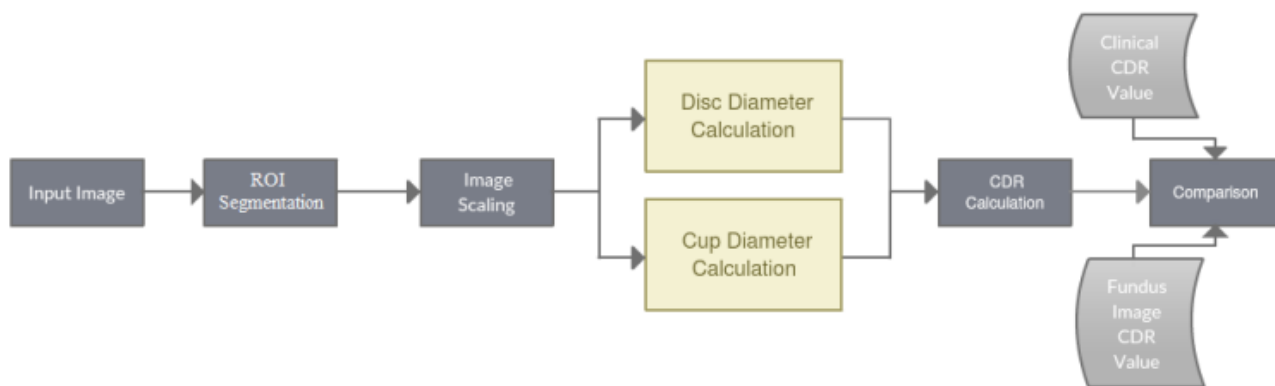 Input Image
ROI
Segmentation
Image
Scaling
Disc Diameter
Calculation
Cup Diameter
Calculation
CDR
Calculation
Clinical
CDR
Value
Comparison
Fundus
Image
CDR
Value